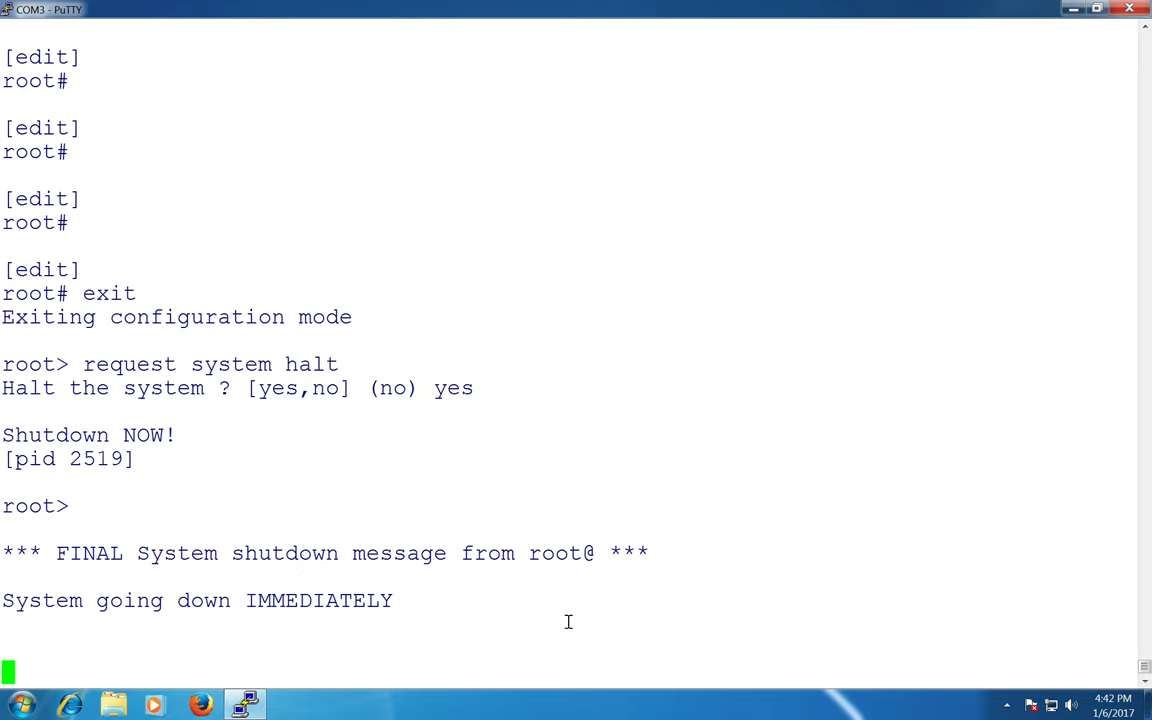 COM3 - PuTTY
[edit]
root#
[edit]
root#
[edit]
root#
[edit]
root# exit
Exiting configuration mode
root> request system halt
Halt the system ? [yes,no] (no) yes
Shutdown NOW!
[pid 2519]
root>
*** FINAL System shutdown message from root@ ***
System going down IMMEDIATELY
4:42 PM
1/6/2017